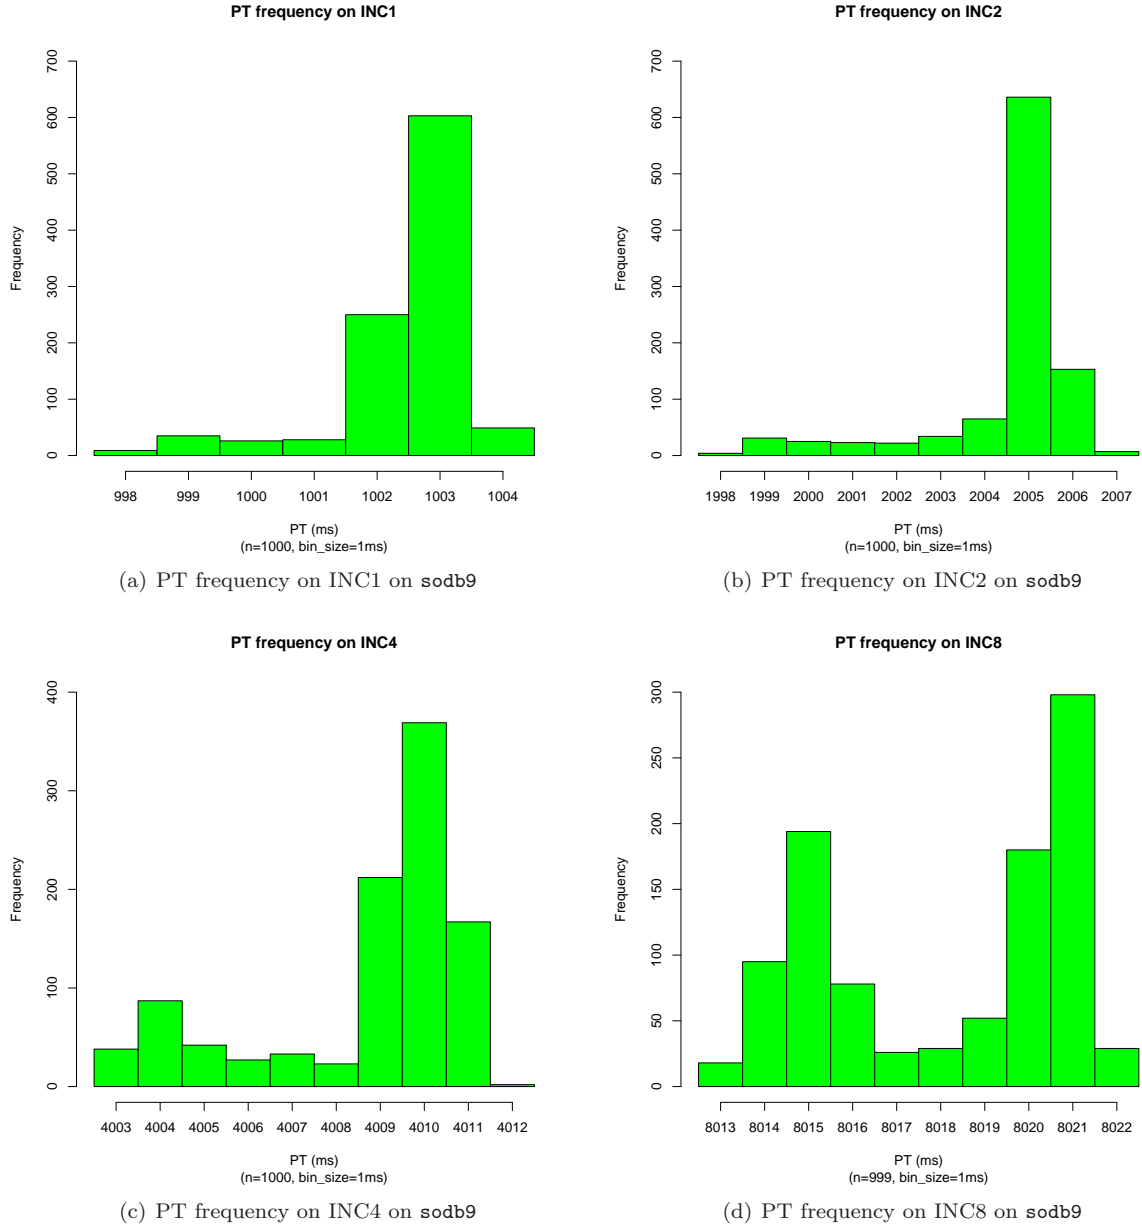 PT frequency on INC1
Frequency
0 100 200 300 400 500 600 700
998 999 1000 1001 1002 1003 1004
PT (ms)
(n=1000, bin_size=1ms)
(a) PT frequency on INC1 on sodb9
PT frequency on INC2
Frequency
0 100 200 300 400 500 600 700
1998 1999 2000 2001 2002 2003 2004 2005 2006 2007
PT (ms)
(n=1000, bin_size=1ms)
(b) PT frequency on INC2 on sodb9
PT frequency on INC4
Frequency
0 100 200 300 400
4003 4004 4005 4006 4007 4008 4009 4010 4011 4012
PT (ms)
(n=1000, bin_size=1ms)
(c) PT frequency on INC4 on sodb9
PT frequency on INC8
Frequency
0 50 100 150 200 250 300
8013 8014 8015 8016 8017 8018 8019 8020 8021 8022
PT (ms)
(n=999, bin_size=1ms)
(d) PT frequency on INC8 on sodb9